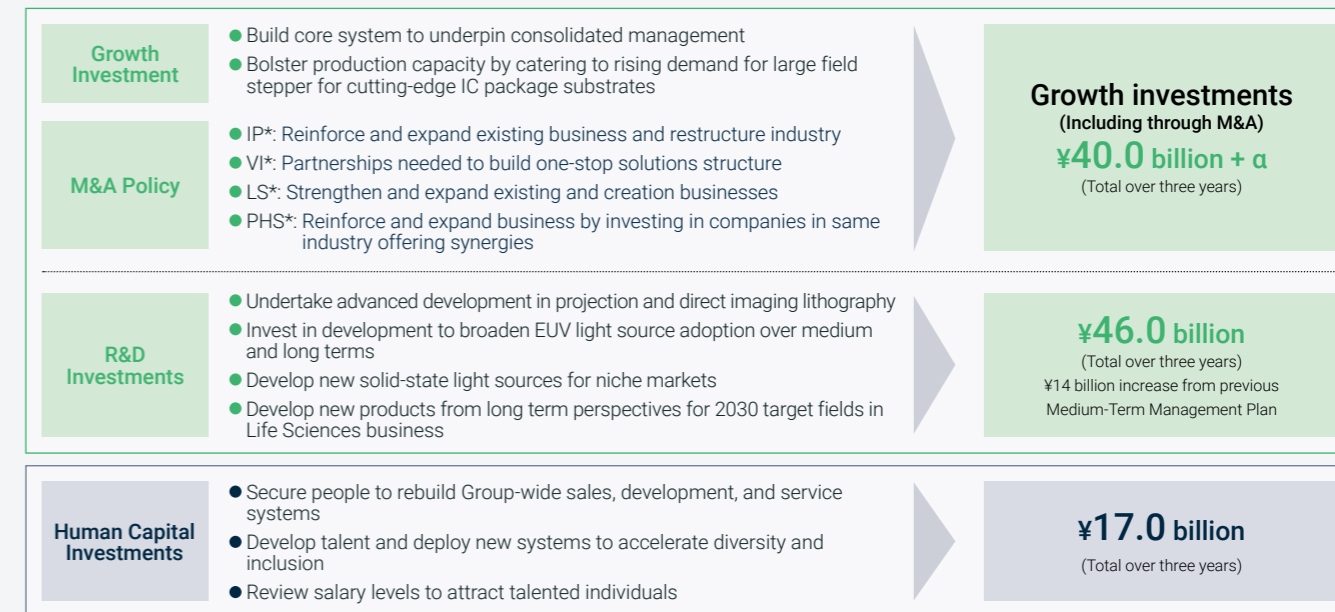 Growth
Investment
Build core system to underpin consolidated management
Bolster production capacity by catering to rising demand for large field
stepper for cutting-edge IC package substrates
M&A Policy
IP*: Reinforce and expand existing business and restructure industry
VI*: Partnerships needed to build one-stop solutions structure
LS*: Strengthen and expand existing and creation businesses
PHS*: Reinforce and expand business by investing in companies in same
industry offering synergies
Growth investments
(Including through M&A)
¥40.0 billion + α
(Total over three years)
R&D
Investments
Undertake advanced development in projection and direct imaging lithography
Invest in development to broaden EUV light source adoption over medium
and long terms
Develop new solid-state light sources for niche markets
Develop new products from long term perspectives for 2030 target fields in
Life Sciences business
¥46.0 billion
(Total over three years)
¥14 billion increase from previous
Medium-Term Management Plan
Human Capital
Investments
Secure people to rebuild Group-wide sales, development, and service
systems
Develop talent and deploy new systems to accelerate diversity and
inclusion
Review salary levels to attract talented individuals
¥17.0 billion
(Total over three years)